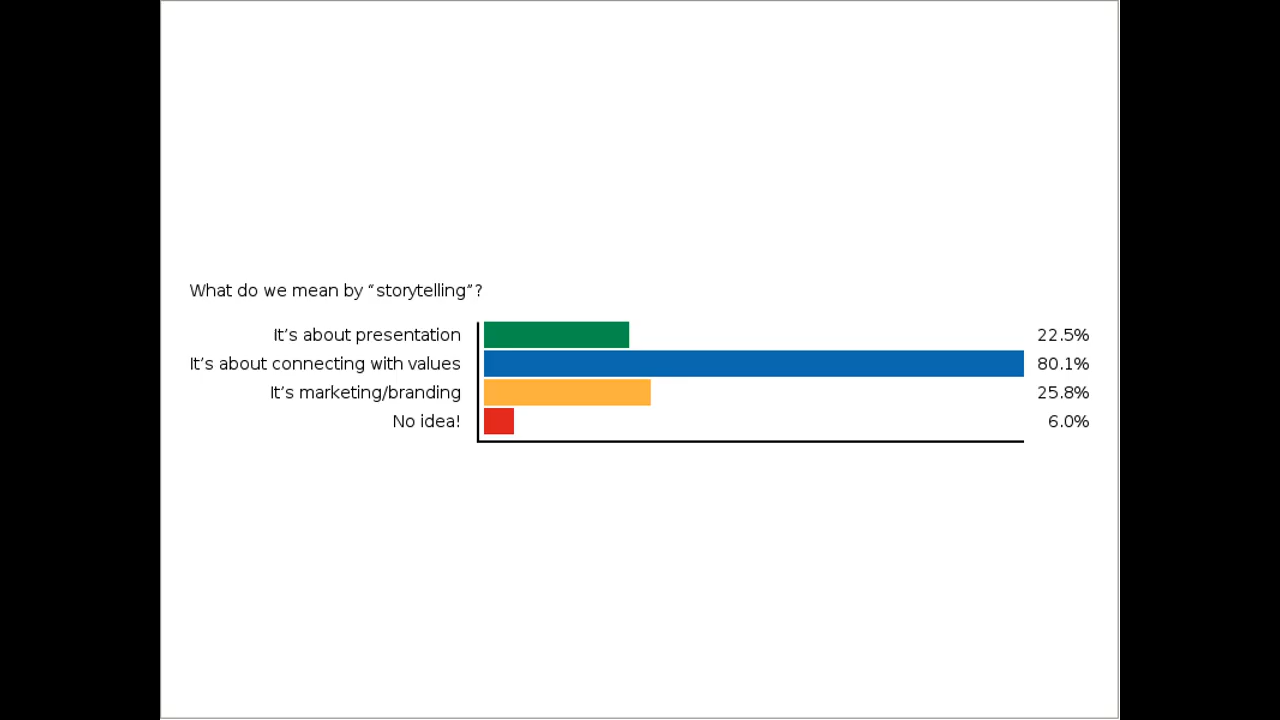 What do we mean by “storytelling”?
It’s about presentation 22.5%
It’s about connecting with values 80.1%
It’s marketing/branding 25.8%
No idea! 6.0%